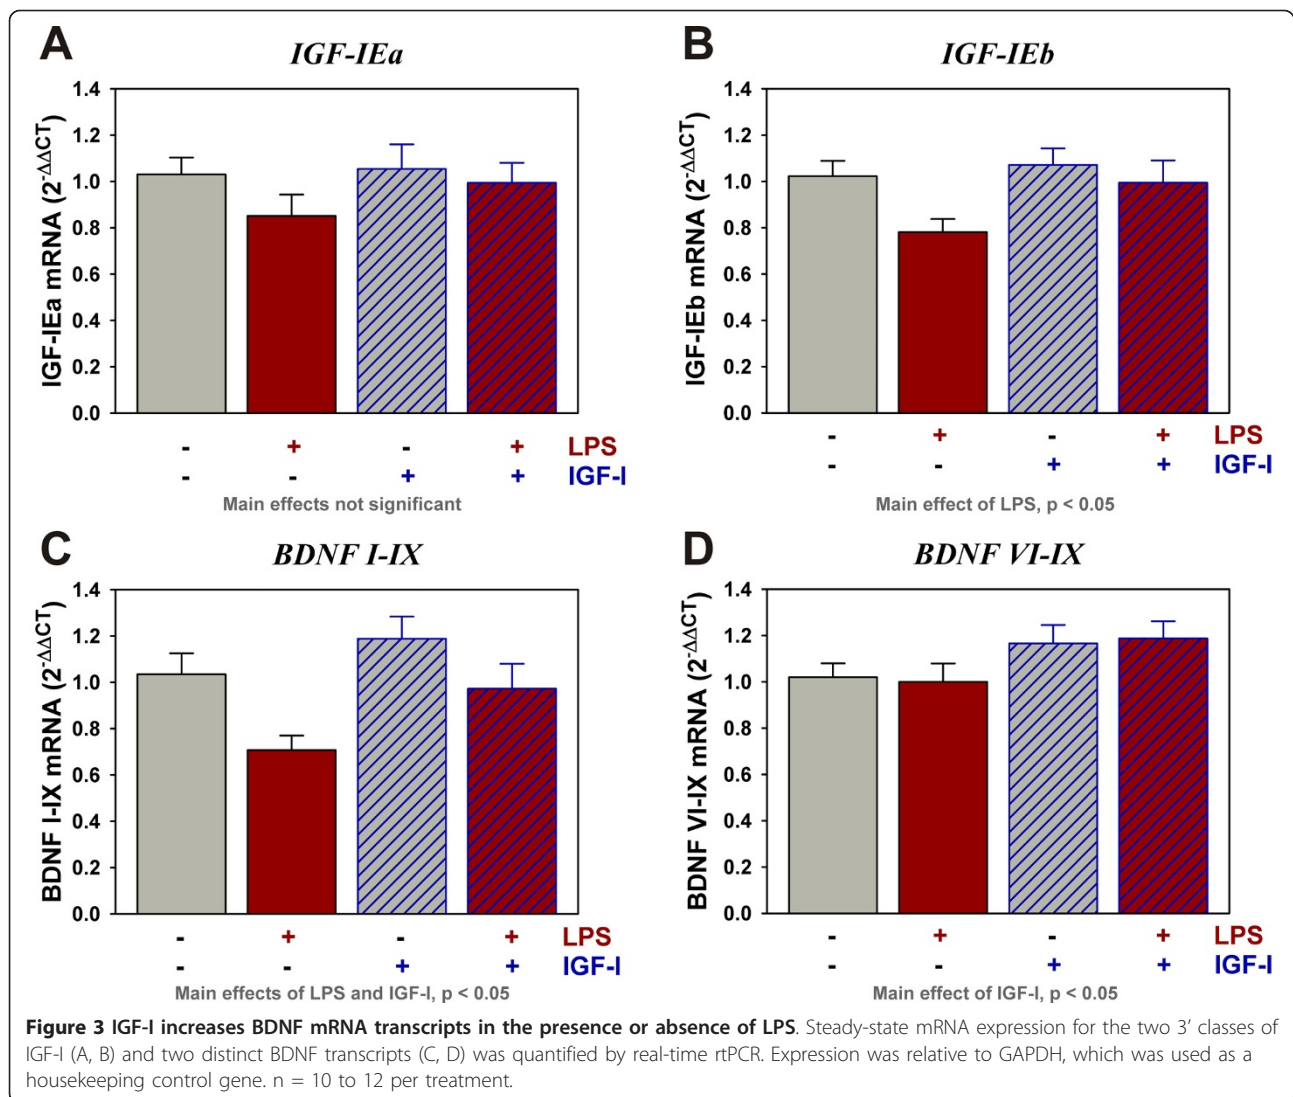 A
IGF-IEa
IGF-IEa mRNA (2^-ΔΔCT)
1.4
1.2
1.0
0.8
0.6
0.4
0.2
0.0
- + - + LPS
- - + + IGF-I
Main effects not significant
B
IGF-IEb
IGF-IEb mRNA (2^-ΔΔCT)
1.4
1.2
1.0
0.8
0.6
0.4
0.2
0.0
- + - + LPS
- - + + IGF-I
Main effect of LPS, p < 0.05
C
BDNF I-IX
BDNF I-IX mRNA (2^-ΔΔCT)
1.4
1.2
1.0
0.8
0.6
0.4
0.2
0.0
- + - + LPS
- - + + IGF-I
Main effects of LPS and IGF-I, p < 0.05
D
BDNF VI-IX
BDNF VI-IX mRNA (2^-ΔΔCT)
1.4
1.2
1.0
0.8
0.6
0.4
0.2
0.0
- + - + LPS
- - + + IGF-I
Main effect of IGF-I, p < 0.05
Figure 3 IGF-I increases BDNF mRNA transcripts in the presence or absence of LPS. Steady-state mRNA expression for the two 3’ classes of
IGF-I (A, B) and two distinct BDNF transcripts (C, D) was quantified by real-time rtPCR. Expression was relative to GAPDH, which was used as a
housekeeping control gene. n = 10 to 12 per treatment.